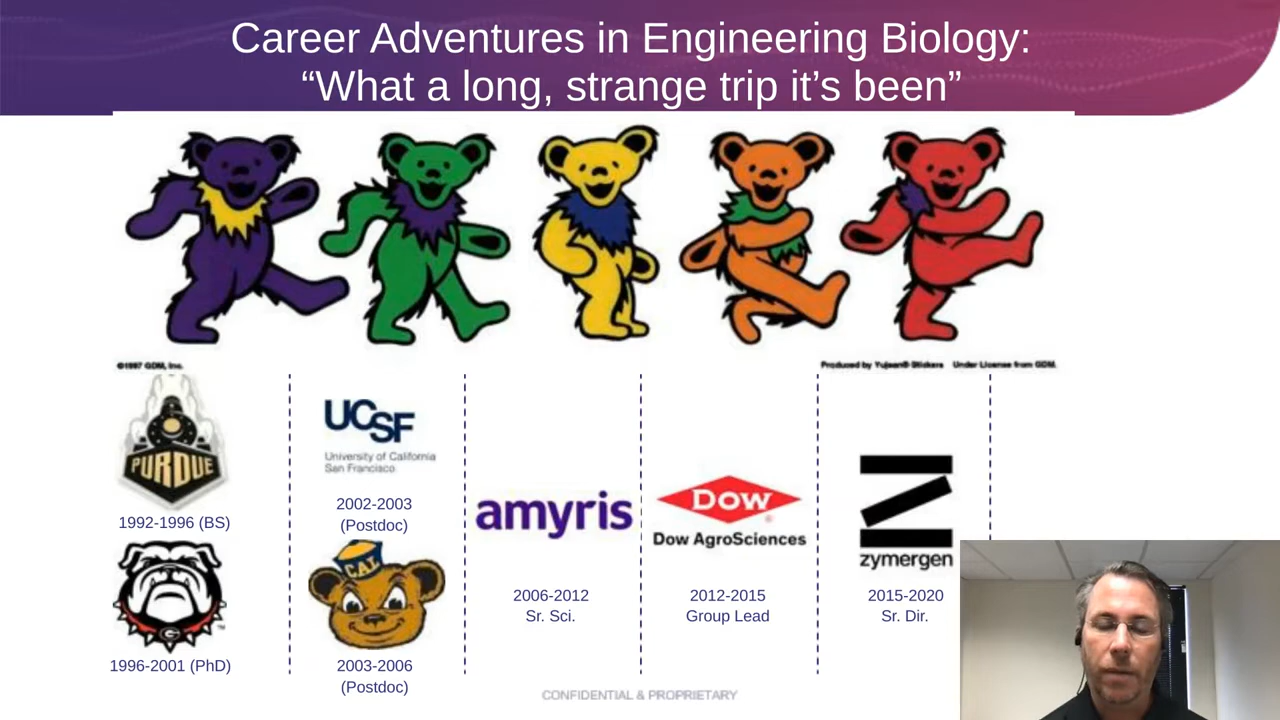 Career Adventures in Engineering Biology:
“What a long, strange trip it’s been”
©1997 GDM, Inc.
Produced by Yujean® Stickers Under License from GDM.
PURDUE
1992-1996 (BS)
G
TM
1996-2001 (PhD)
UCSF
University of California
San Francisco
2002-2003
(Postdoc)
CAL
2003-2006
(Postdoc)
amyris
2006-2012
Sr. Sci.
Dow
®
Dow AgroSciences
2012-2015
Group Lead
zymergen
2015-2020
Sr. Dir.
CONFIDENTIAL & PROPRIETARY